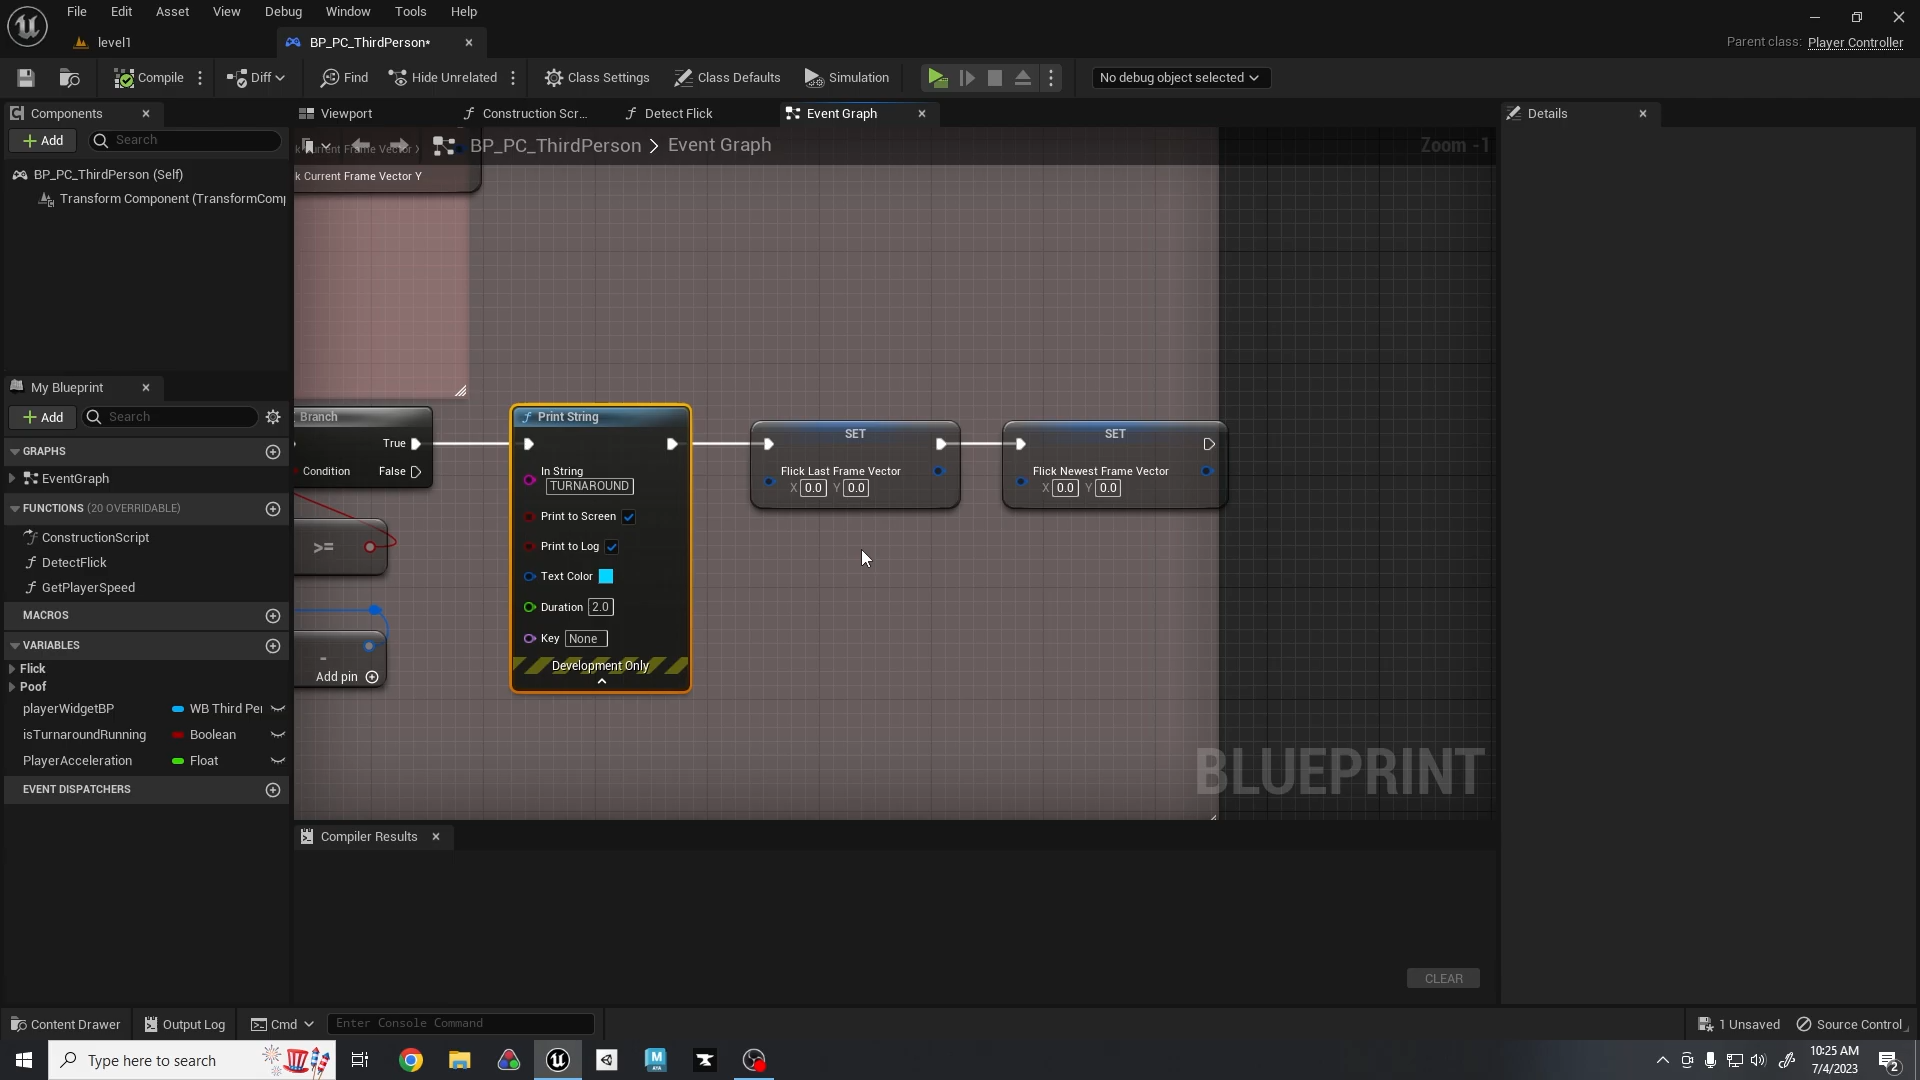 File Edit Asset View Debug Window Tools Help
level1
BP_PC_ThirdPerson*
Parent class: Player Controller
Compile
Diff
Find
Hide Unrelated
Class Settings
Class Defaults
Simulation
No debug object selected
Components
Viewport
Construction Scr...
Detect Flick
Event Graph
Details
Add
Search
BP_PC_ThirdPerson > Event Graph
Zoom -1
BP_PC_ThirdPerson (Self)
k Current Frame Vector Y
Transform Component (TransformComp
My Blueprint
Add
Search
GRAPHS
EventGraph
FUNCTIONS (20 OVERRIDABLE)
ConstructionScript
DetectFlick
GetPlayerSpeed
MACROS
VARIABLES
Flick
Poof
playerWidgetBP
WB Third Per
isTurnaroundRunning
Boolean
PlayerAcceleration
Float
EVENT DISPATCHERS
Branch
True
Condition
False
>=
-
Add pin
Print String
In String
TURNAROUND
Print to Screen
Print to Log
Text Color
Duration 2.0
Key None
Development Only
SET
Flick Last Frame Vector
X 0.0 Y 0.0
SET
Flick Newest Frame Vector
X 0.0 Y 0.0
BLUEPRINT
Compiler Results
CLEAR
Content Drawer
Output Log
Cmd
Enter Console Command
1 Unsaved
Source Control
Type here to search
10:25 AM
7/4/2023
2